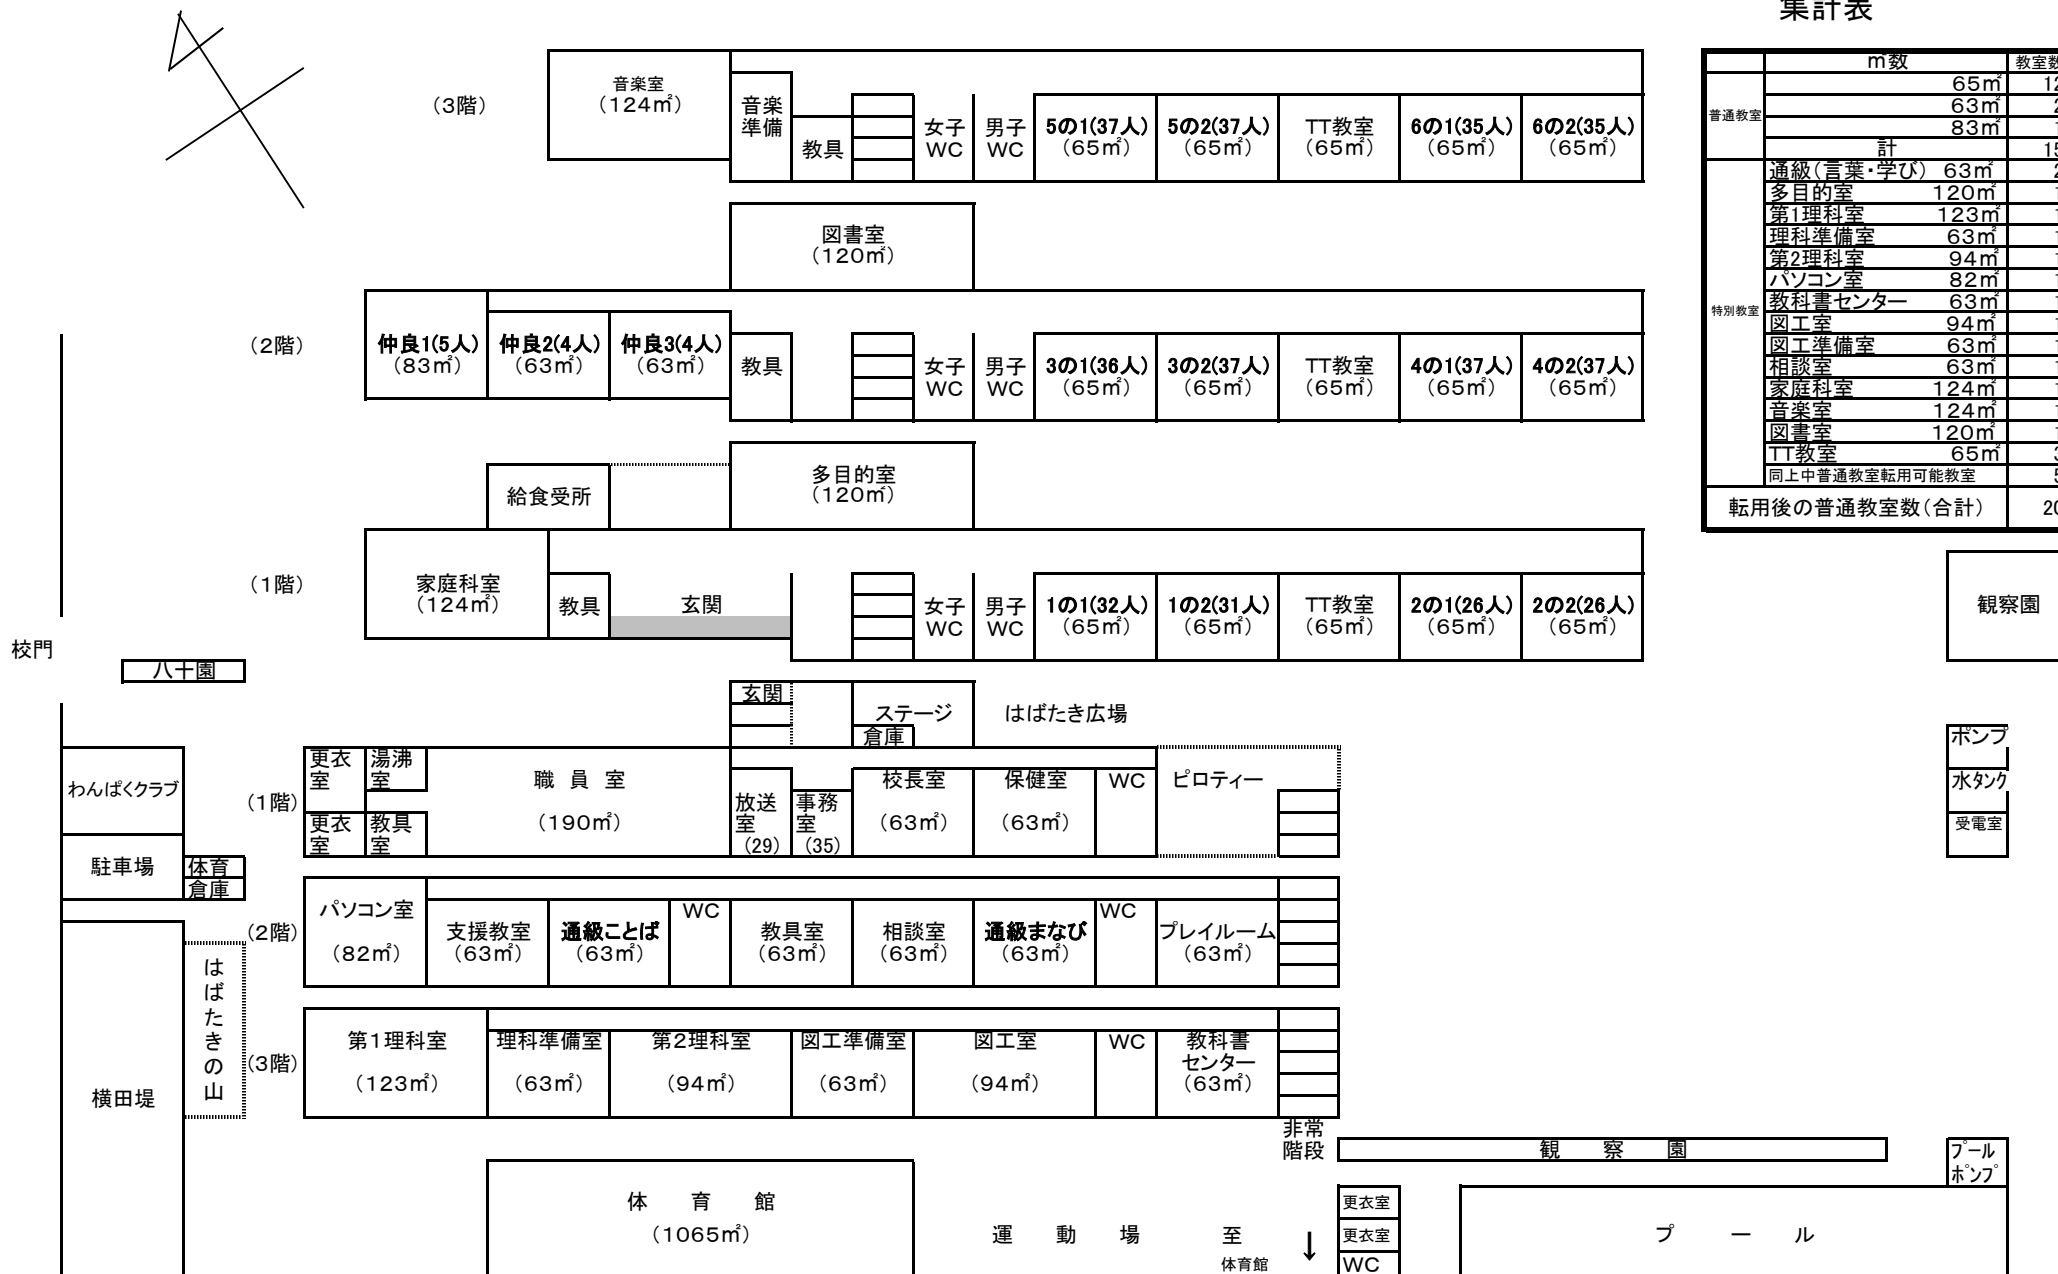 集計表
㎡数 教室数
普通教室
65㎡
63㎡
83㎡
計
特別教室
通級(言葉・学び) 63㎡
多目的室 120㎡
第1理科室 123㎡
理科準備室 63㎡
第2理科室 94㎡
パソコン室 82㎡
教科書センター 63㎡
図工室 94㎡
図工準備室 63㎡
相談室 63㎡
家庭科室 124㎡
音楽室 124㎡
図書室 120㎡
TT教室 65㎡
同上中普通教室転用可能教室
転用後の普通教室数(合計) 20
(3階)
音楽室
(124㎡)
音楽
準備
教具
女子
WC
男子
WC
5の1(37人)
(65㎡)
5の2(37人)
(65㎡)
TT教室
(65㎡)
6の1(35人)
(65㎡)
6の2(35人)
(65㎡)
図書室
(120㎡)
(2階)
仲良1(5人)
(83㎡)
仲良2(4人)
(63㎡)
仲良3(4人)
(63㎡)
教具
女子
WC
男子
WC
3の1(36人)
(65㎡)
3の2(37人)
(65㎡)
TT教室
(65㎡)
4の1(37人)
(65㎡)
4の2(37人)
(65㎡)
給食受所
多目的室
(120㎡)
(1階)
家庭科室
(124㎡)
教具
玄関
女子
WC
男子
WC
1の1(32人)
(65㎡)
1の2(31人)
(65㎡)
TT教室
(65㎡)
2の1(26人)
(65㎡)
2の2(26人)
(65㎡)
観察園
校門
八十園
玄関
ステージ
倉庫
はばたき広場
わんぱくクラブ
駐車場
体育
倉庫
(1階)
更衣
室
湯沸
室
更衣
室
教具
室
職 員 室
(190㎡)
放送
室
(29)
事務
室
(35)
校長室
(63㎡)
保健室
(63㎡)
WC
ピロティー
ポンプ
水タンク
受電室
(2階)
パソコン室
(82㎡)
支援教室
(63㎡)
通級ことば
(63㎡)
WC
教具室
(63㎡)
相談室
(63㎡)
通級まなび
(63㎡)
WC
プレイルーム
(63㎡)
はばたきの山
横田堤
(3階)
第1理科室
(123㎡)
理科準備室
(63㎡)
第2理科室
(94㎡)
図工準備室
(63㎡)
図工室
(94㎡)
WC
教科書
センター
(63㎡)
非常
階段
観 察 園
プール
ポンプ
体 育 館
(1065㎡)
運 動 場
至
体育館
↓
更衣室
更衣室
WC
プ ー ル